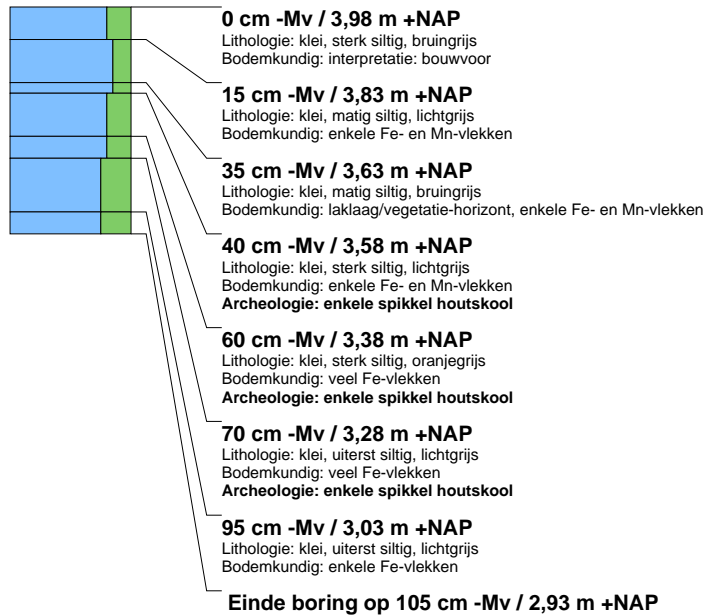 0 cm -Mv / 3,98 m +NAP
Lithologie: klei, sterk siltig, bruingrijs
Bodemkundig: interpretatie: bouwvoor
15 cm -Mv / 3,83 m +NAP
Lithologie: klei, matig siltig, lichtgrijs
Bodemkundig: enkele Fe- en Mn-vlekken
35 cm -Mv / 3,63 m +NAP
Lithologie: klei, matig siltig, bruingrijs
Bodemkundig: laklaag/vegetatie-horizont, enkele Fe- en Mn-vlekken
40 cm -Mv / 3,58 m +NAP
Lithologie: klei, sterk siltig, lichtgrijs
Bodemkundig: enkele Fe- en Mn-vlekken
Archeologie: enkele spikkel houtskool
60 cm -Mv / 3,38 m +NAP
Lithologie: klei, sterk siltig, oranjegrijs
Bodemkundig: veel Fe-vlekken
Archeologie: enkele spikkel houtskool
70 cm -Mv / 3,28 m +NAP
Lithologie: klei, uiterst siltig, lichtgrijs
Bodemkundig: veel Fe-vlekken
Archeologie: enkele spikkel houtskool
95 cm -Mv / 3,03 m +NAP
Lithologie: klei, uiterst siltig, lichtgrijs
Bodemkundig: enkele Fe-vlekken
Einde boring op 105 cm -Mv / 2,93 m +NAP